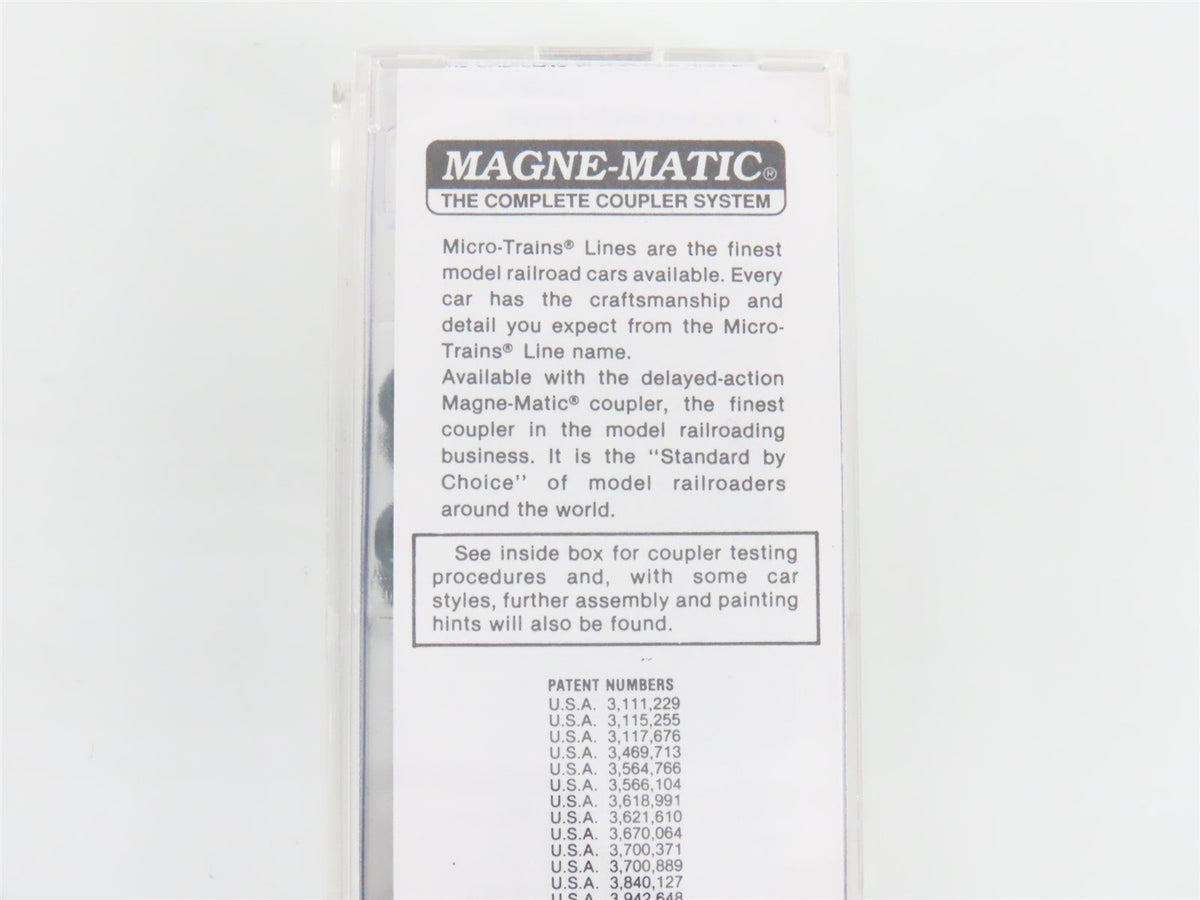 MAGNE-MATIC®
THE COMPLETE COUPLER SYSTEM
Micro-Trains® Lines are the finest
model railroad cars available. Every
car has the craftsmanship and
detail you expect from the Micro-
Trains® Line name.
Available with the delayed-action
Magne-Matic® coupler, the finest
coupler in the model railroading
business. It is the "Standard by
Choice" of model railroaders
around the world.
See inside box for coupler testing
procedures and, with some car
styles, further assembly and painting
hints will also be found.
PATENT NUMBERS
U.S.A. 3,111,229
U.S.A. 3,115,255
U.S.A. 3,117,676
U.S.A. 3,469,713
U.S.A. 3,564,766
U.S.A. 3,566,104
U.S.A. 3,618,991
U.S.A. 3,621,610
U.S.A. 3,670,064
U.S.A. 3,700,371
U.S.A. 3,700,889
U.S.A. 3,840,127
U.S.A. 3,942,648